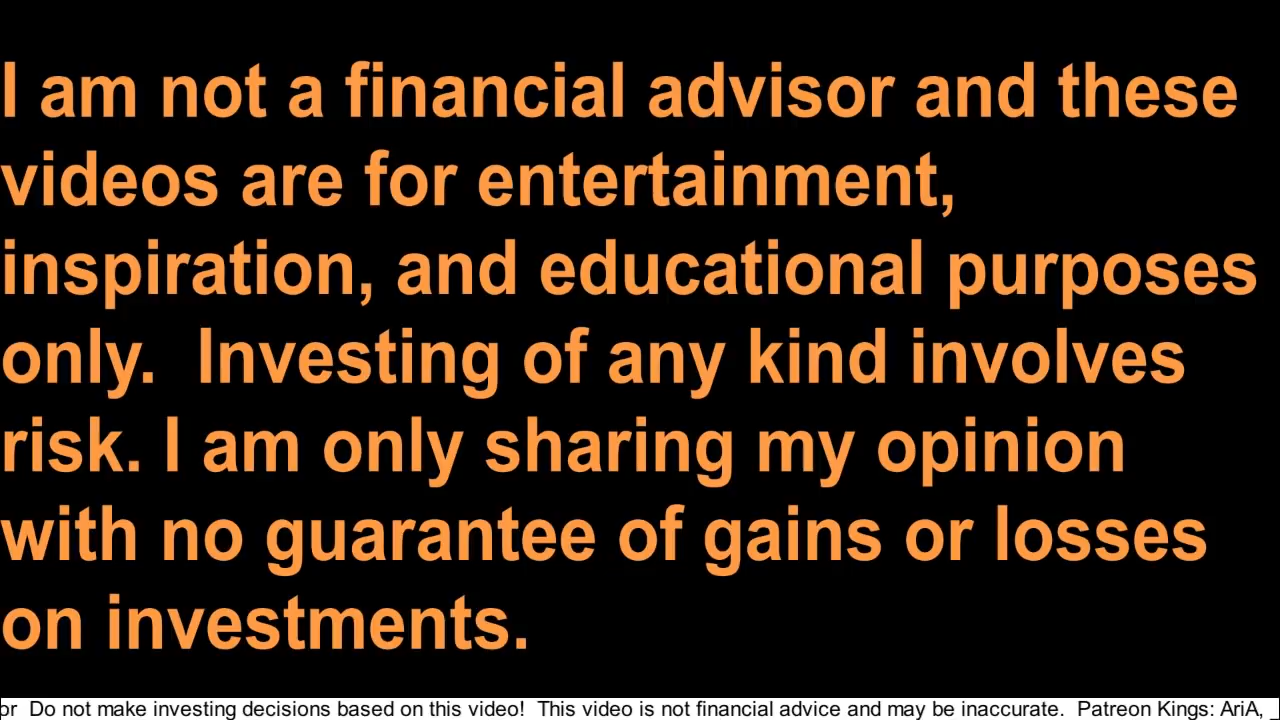 I am not a financial advisor and these
videos are for entertainment,
inspiration, and educational purposes
only.  Investing of any kind involves
risk. I am only sharing my opinion
with no guarantee of gains or losses
on investments.
or  Do not make investing decisions based on this video!  This video is not financial advice and may be inaccurate.  Patreon Kings: AriA,